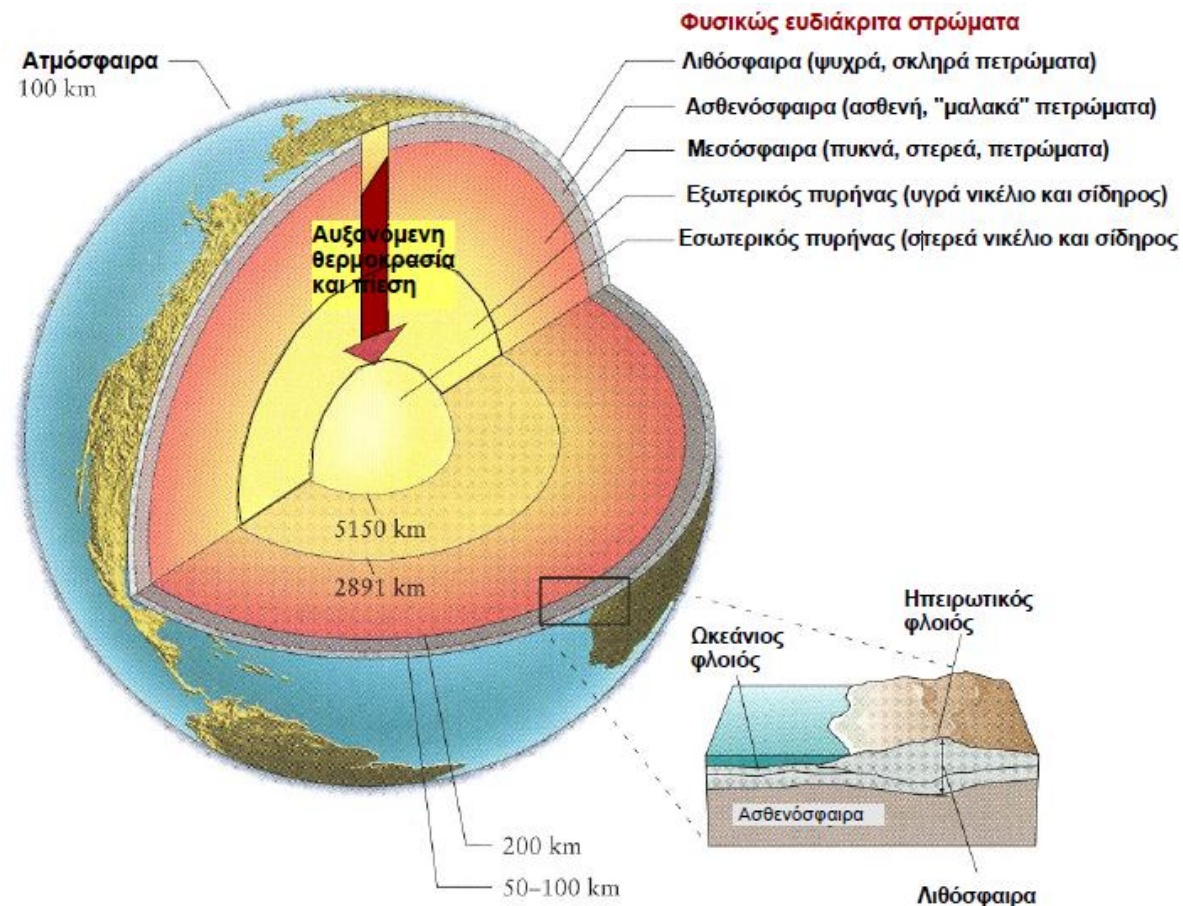 Φυσικώς ευδιάκριτα στρώματα
Ατμόσφαιρα
100 km
Λιθόσφαιρα (ψυχρά, σκληρά πετρώματα)
Ασθενόσφαιρα (ασθενή, "μαλακά" πετρώματα)
Μεσόσφαιρα (πυκνά, στερεά, πετρώματα)
Εξωτερικός πυρήνας (υγρά νικέλιο και σίδηρος)
Εσωτερικός πυρήνας (στερεά νικέλιο και σίδηρος
Αυξανόμενη
θερμοκρασία
και πίεση
5150 km
2891 km
200 km
50–100 km
Ηπειρωτικός
φλοιός
Ωκεάνιος
φλοιός
Ασθενόσφαιρα
Λιθόσφαιρα